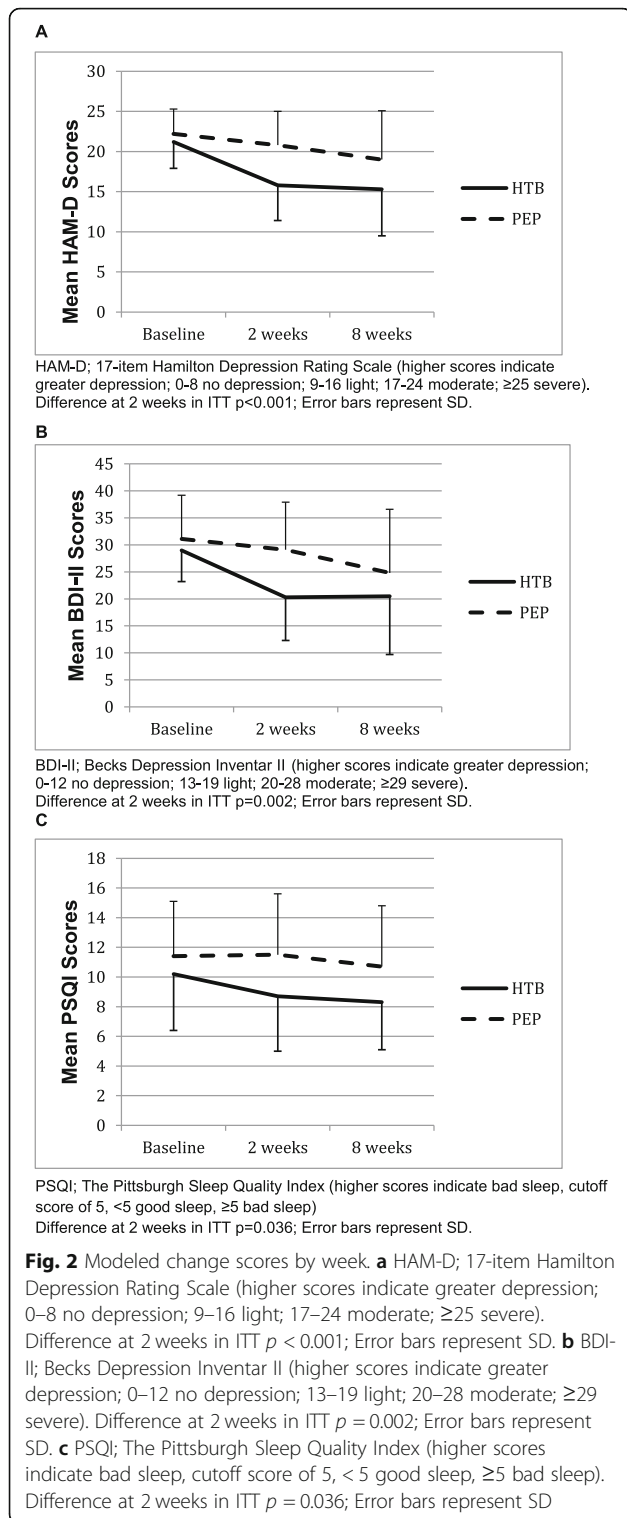 A
30
25
20
15
10
5
0
Mean HAM-D Scores
HTB
PEP
Baseline 2 weeks 8 weeks
HAM-D; 17-item Hamilton Depression Rating Scale (higher scores indicate
greater depression; 0-8 no depression; 9-16 light; 17-24 moderate; ≥25 severe).
Difference at 2 weeks in ITT p<0.001; Error bars represent SD.
B
45
40
35
30
25
20
15
10
5
0
Mean BDI-II Scores
HTB
PEP
Baseline 2 weeks 8 weeks
BDI-II; Becks Depression Inventar II (higher scores indicate greater depression;
0-12 no depression; 13-19 light; 20-28 moderate; ≥29 severe).
Difference at 2 weeks in ITT p=0.002; Error bars represent SD.
C
18
16
14
12
10
8
6
4
2
0
Mean PSQI Scores
HTB
PEP
Baseline 2 weeks 8 weeks
PSQI; The Pittsburgh Sleep Quality Index (higher scores indicate bad sleep, cutoff
score of 5, <5 good sleep, ≥5 bad sleep)
Difference at 2 weeks in ITT p=0.036; Error bars represent SD.
Fig. 2 Modeled change scores by week. a HAM-D; 17-item Hamilton
Depression Rating Scale (higher scores indicate greater depression;
0–8 no depression; 9–16 light; 17–24 moderate; ≥25 severe).
Difference at 2 weeks in ITT p < 0.001; Error bars represent SD. b BDI-
II; Becks Depression Inventar II (higher scores indicate greater
depression; 0–12 no depression; 13–19 light; 20–28 moderate; ≥29
severe). Difference at 2 weeks in ITT p = 0.002; Error bars represent
SD. c PSQI; The Pittsburgh Sleep Quality Index (higher scores
indicate bad sleep, cutoff score of 5, < 5 good sleep, ≥5 bad sleep).
Difference at 2 weeks in ITT p = 0.036; Error bars represent SD